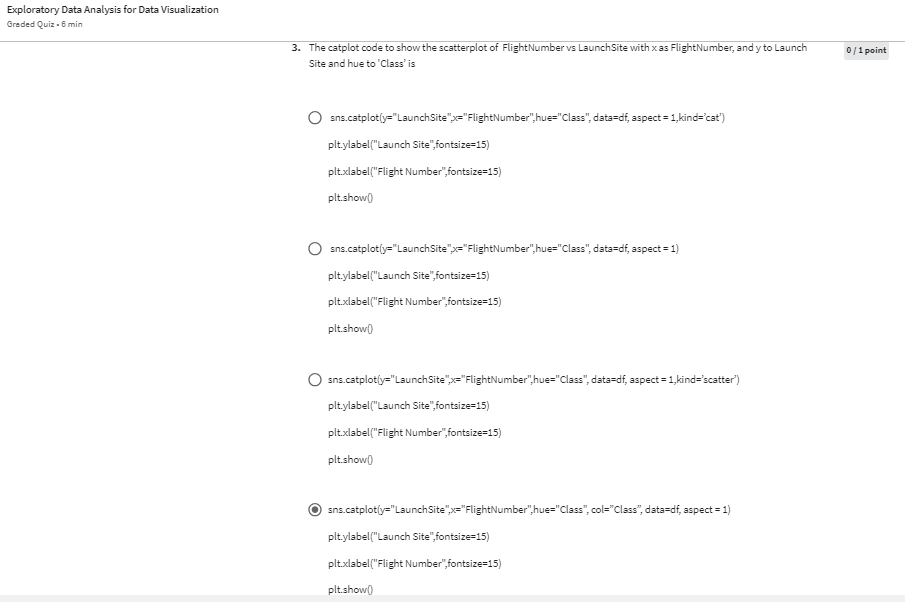 Exploratory Data Analysis for Data Visualization
Graded Quiz • 6 min
3. The catplot code to show the scatterplot of FlightNumber vs LaunchSite with x as FlightNumber, and y to Launch
Site and hue to 'Class' is
0 / 1 point
sns.catplot(y="LaunchSite",x="FlightNumber",hue="Class", data=df, aspect = 1,kind='cat')
plt.ylabel("Launch Site",fontsize=15)
plt.xlabel("Flight Number",fontsize=15)
plt.show()
sns.catplot(y="LaunchSite",x="FlightNumber",hue="Class", data=df, aspect = 1)
plt.ylabel("Launch Site",fontsize=15)
plt.xlabel("Flight Number",fontsize=15)
plt.show()
sns.catplot(y="LaunchSite",x="FlightNumber",hue="Class", data=df, aspect = 1,kind='scatter')
plt.ylabel("Launch Site",fontsize=15)
plt.xlabel("Flight Number",fontsize=15)
plt.show()
sns.catplot(y="LaunchSite",x="FlightNumber",hue="Class", col="Class", data=df, aspect = 1)
plt.ylabel("Launch Site",fontsize=15)
plt.xlabel("Flight Number",fontsize=15)
plt.show()